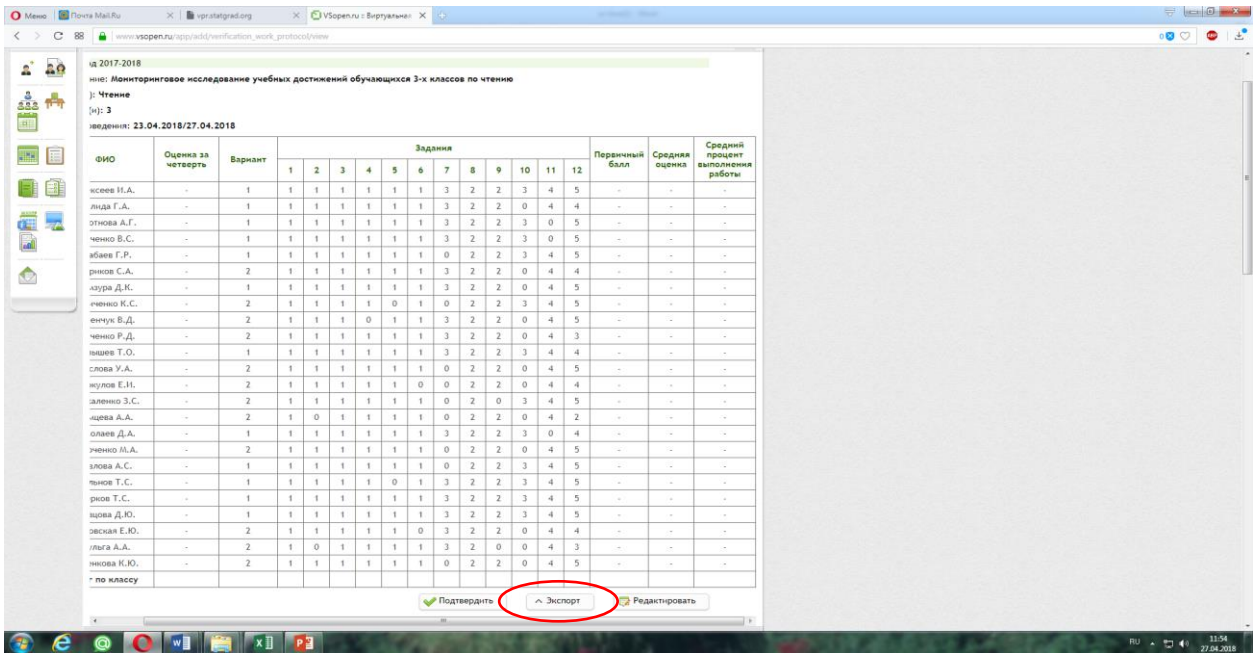 Меню
Почта Mail.Ru
vpr.statgrad.org
VSopen.ru :: Виртуальная
www.vsopen.ru/app/add/verification_work_protocol/view
од 2017-2018
ние: Мониторинговое исследование учебных достижений обучающихся 3-х классов по чтению
): Чтение
(и): 3
оведения: 23.04.2018/27.04.2018
ФИО Оценка за четверть Вариант Задания Первичный балл Средняя оценка Средний процент выполнения работы
1 2 3 4 5 6 7 8 9 10 11 12
ксеев И.А. - 1 1 1 1 1 1 1 3 2 2 3 4 5 - - -
лнда Г.А. - 1 1 1 1 1 1 1 3 2 2 0 4 4 - - -
отнова А.Г. - 1 1 1 1 1 1 1 3 2 2 3 0 5 - - -
ченко В.С. - 1 1 1 1 1 1 1 3 2 2 3 0 5 - - -
абаев Г.Р. - 1 1 1 1 1 1 1 0 2 2 3 4 5 - - -
риков С.А. - 2 1 1 1 1 1 1 3 2 2 0 4 4 - - -
зура Д.К. - 1 1 1 1 1 1 1 3 2 2 0 4 5 - - -
ченко К.С. - 2 1 1 1 1 0 1 0 2 2 3 4 5 - - -
енчук В.Д. - 2 1 1 1 0 1 1 3 2 2 0 4 5 - - -
ченко Р.Д. - 2 1 1 1 1 1 1 3 2 2 0 4 3 - - -
ышев Т.О. - 1 1 1 1 1 1 1 3 2 2 3 4 4 - - -
слова У.А. - 2 1 1 1 1 1 1 0 2 2 0 4 5 - - -
кулов Е.И. - 2 1 1 1 1 1 0 0 2 2 0 4 4 - - -
аленко З.С. - 2 1 1 1 1 1 1 0 2 0 3 4 5 - - -
щева А.А. - 2 1 0 1 1 1 1 0 2 2 0 4 2 - - -
олаев Д.А. - 1 1 1 1 1 1 1 3 2 2 3 0 4 - - -
рченко М.А. - 2 1 1 1 1 1 1 0 2 2 0 4 5 - - -
алова А.С. - 1 1 1 1 1 1 1 0 2 2 3 4 5 - - -
льнов Т.С. - 1 1 1 1 1 0 1 3 2 2 3 4 5 - - -
рков Т.С. - 1 1 1 1 1 1 1 3 2 2 3 4 5 - - -
ацова Д.Ю. - 1 1 1 1 1 1 1 3 2 2 3 4 5 - - -
овская Е.Ю. - 2 1 1 1 1 1 0 3 2 2 0 4 4 - - -
ульга А.А. - 2 1 0 1 1 1 1 3 2 0 0 4 3 - - -
нкова К.Ю. - 2 1 1 1 1 1 1 0 2 2 0 4 5 - - -
г по классу
Подтвердить Экспорт Редактировать
RU 11:54
27.04.2018